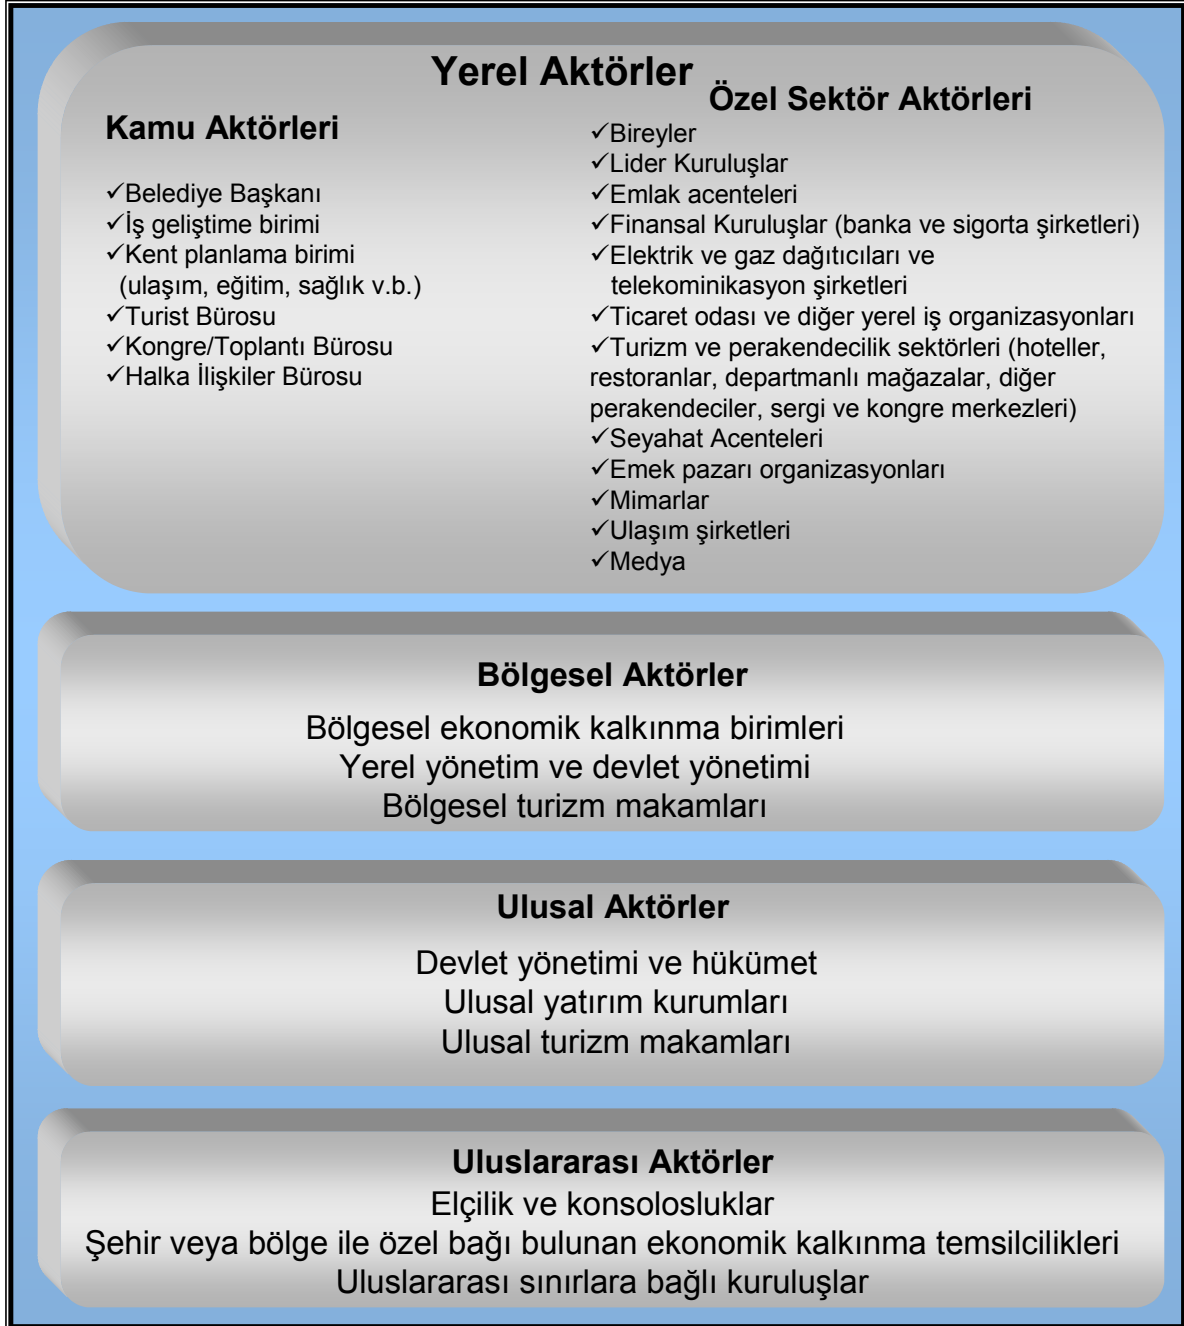 Yerel Aktörler
Kamu Aktörleri
✓Belediye Başkanı
✓İş geliştime birimi
✓Kent planlama birimi
(ulaşım, eğitim, sağlık v.b.)
✓Turist Bürosu
✓Kongre/Toplantı Bürosu
✓Halka İlişkiler Bürosu
Özel Sektör Aktörleri
✓Bireyler
✓Lider Kuruluşlar
✓Emlak acenteleri
✓Finansal Kuruluşlar (banka ve sigorta şirketleri)
✓Elektrik ve gaz dağıtıcıları ve
telekominikasyon şirketleri
✓Ticaret odası ve diğer yerel iş organizasyonları
✓Turizm ve perakendecilik sektörleri (hoteller,
restoranlar, departmanlı mağazalar, diğer
perakendeciler, sergi ve kongre merkezleri)
✓Seyahat Acenteleri
✓Emek pazarı organizasyonları
✓Mimarlar
✓Ulaşım şirketleri
✓Medya
Bölgesel Aktörler
Bölgesel ekonomik kalkınma birimleri
Yerel yönetim ve devlet yönetimi
Bölgesel turizm makamları
Ulusal Aktörler
Devlet yönetimi ve hükümet
Ulusal yatırım kurumları
Ulusal turizm makamları
Uluslararası Aktörler
Elçilik ve konsolosluklar
Şehir veya bölge ile özel bağı bulunan ekonomik kalkınma temsilcilikleri
Uluslararası sınırlara bağlı kuruluşlar